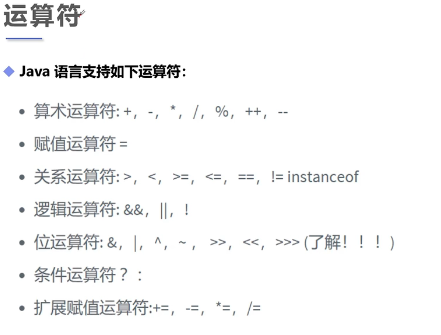 运算符
Java 语言支持如下运算符：
算术运算符: +，-，*，/，%，++，--
赋值运算符 =
关系运算符: >，<，>=，<=，==，!= instanceof
逻辑运算符: &&，||，!
位运算符: &，|，^，~ ， >>，<<，>>> (了解！！！)
条件运算符？：
扩展赋值运算符:+=，-=，*=，/=